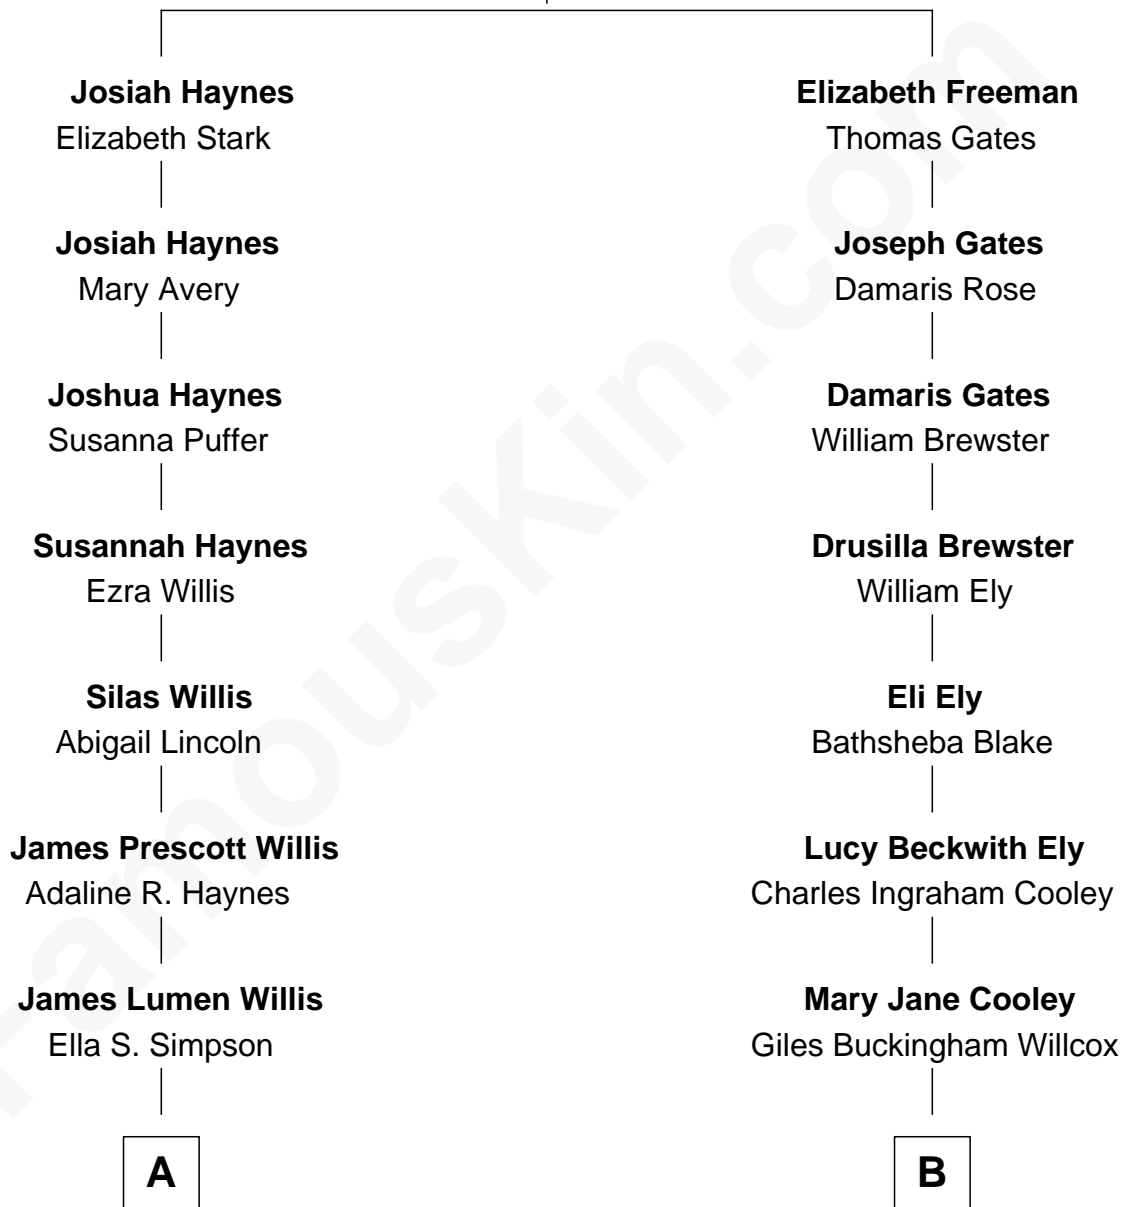 Josiah Haynes
Elizabeth Stark
Josiah Haynes
Mary Avery
Joshua Haynes
Susanna Puffer
Susannah Haynes
Ezra Willis
Silas Willis
Abigail Lincoln
James Prescott Willis
Adaline R. Haynes
James Lumen Willis
Ella S. Simpson
A
Elizabeth Freeman
Thomas Gates
Joseph Gates
Damaris Rose
Damaris Gates
William Brewster
Drusilla Brewster
William Ely
Eli Ely
Bathsheba Blake
Lucy Beckwith Ely
Charles Ingraham Cooley
Mary Jane Cooley
Giles Buckingham Willcox
B
FamousKin.com